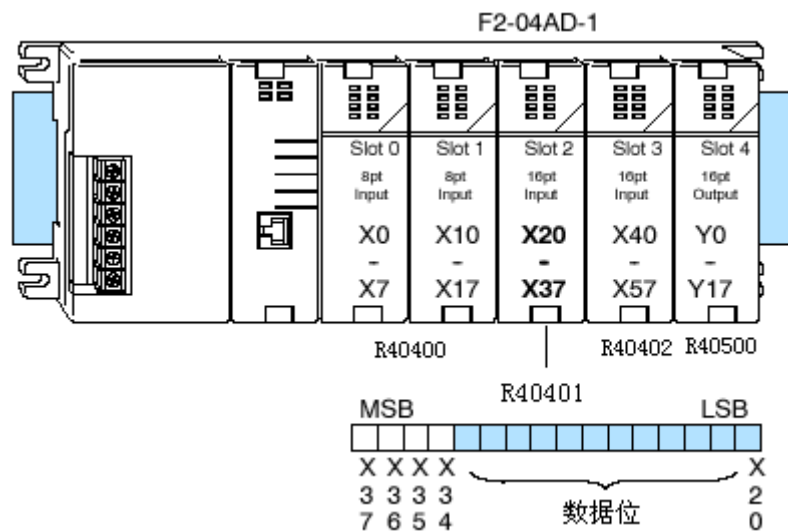 F2-04AD-1
Slot 0 Slot 1 Slot 2 Slot 3 Slot 4
8pt 8pt 16pt 16pt 16pt
Input Input Input Input Output
X0 X10 X20 X40 Y0
- - - - -
X7 X17 X37 X57 Y17
R40400 R40402 R40500
R40401
MSB LSB
X X X X X
3 3 3 3 2
7 6 5 4 0
数据位